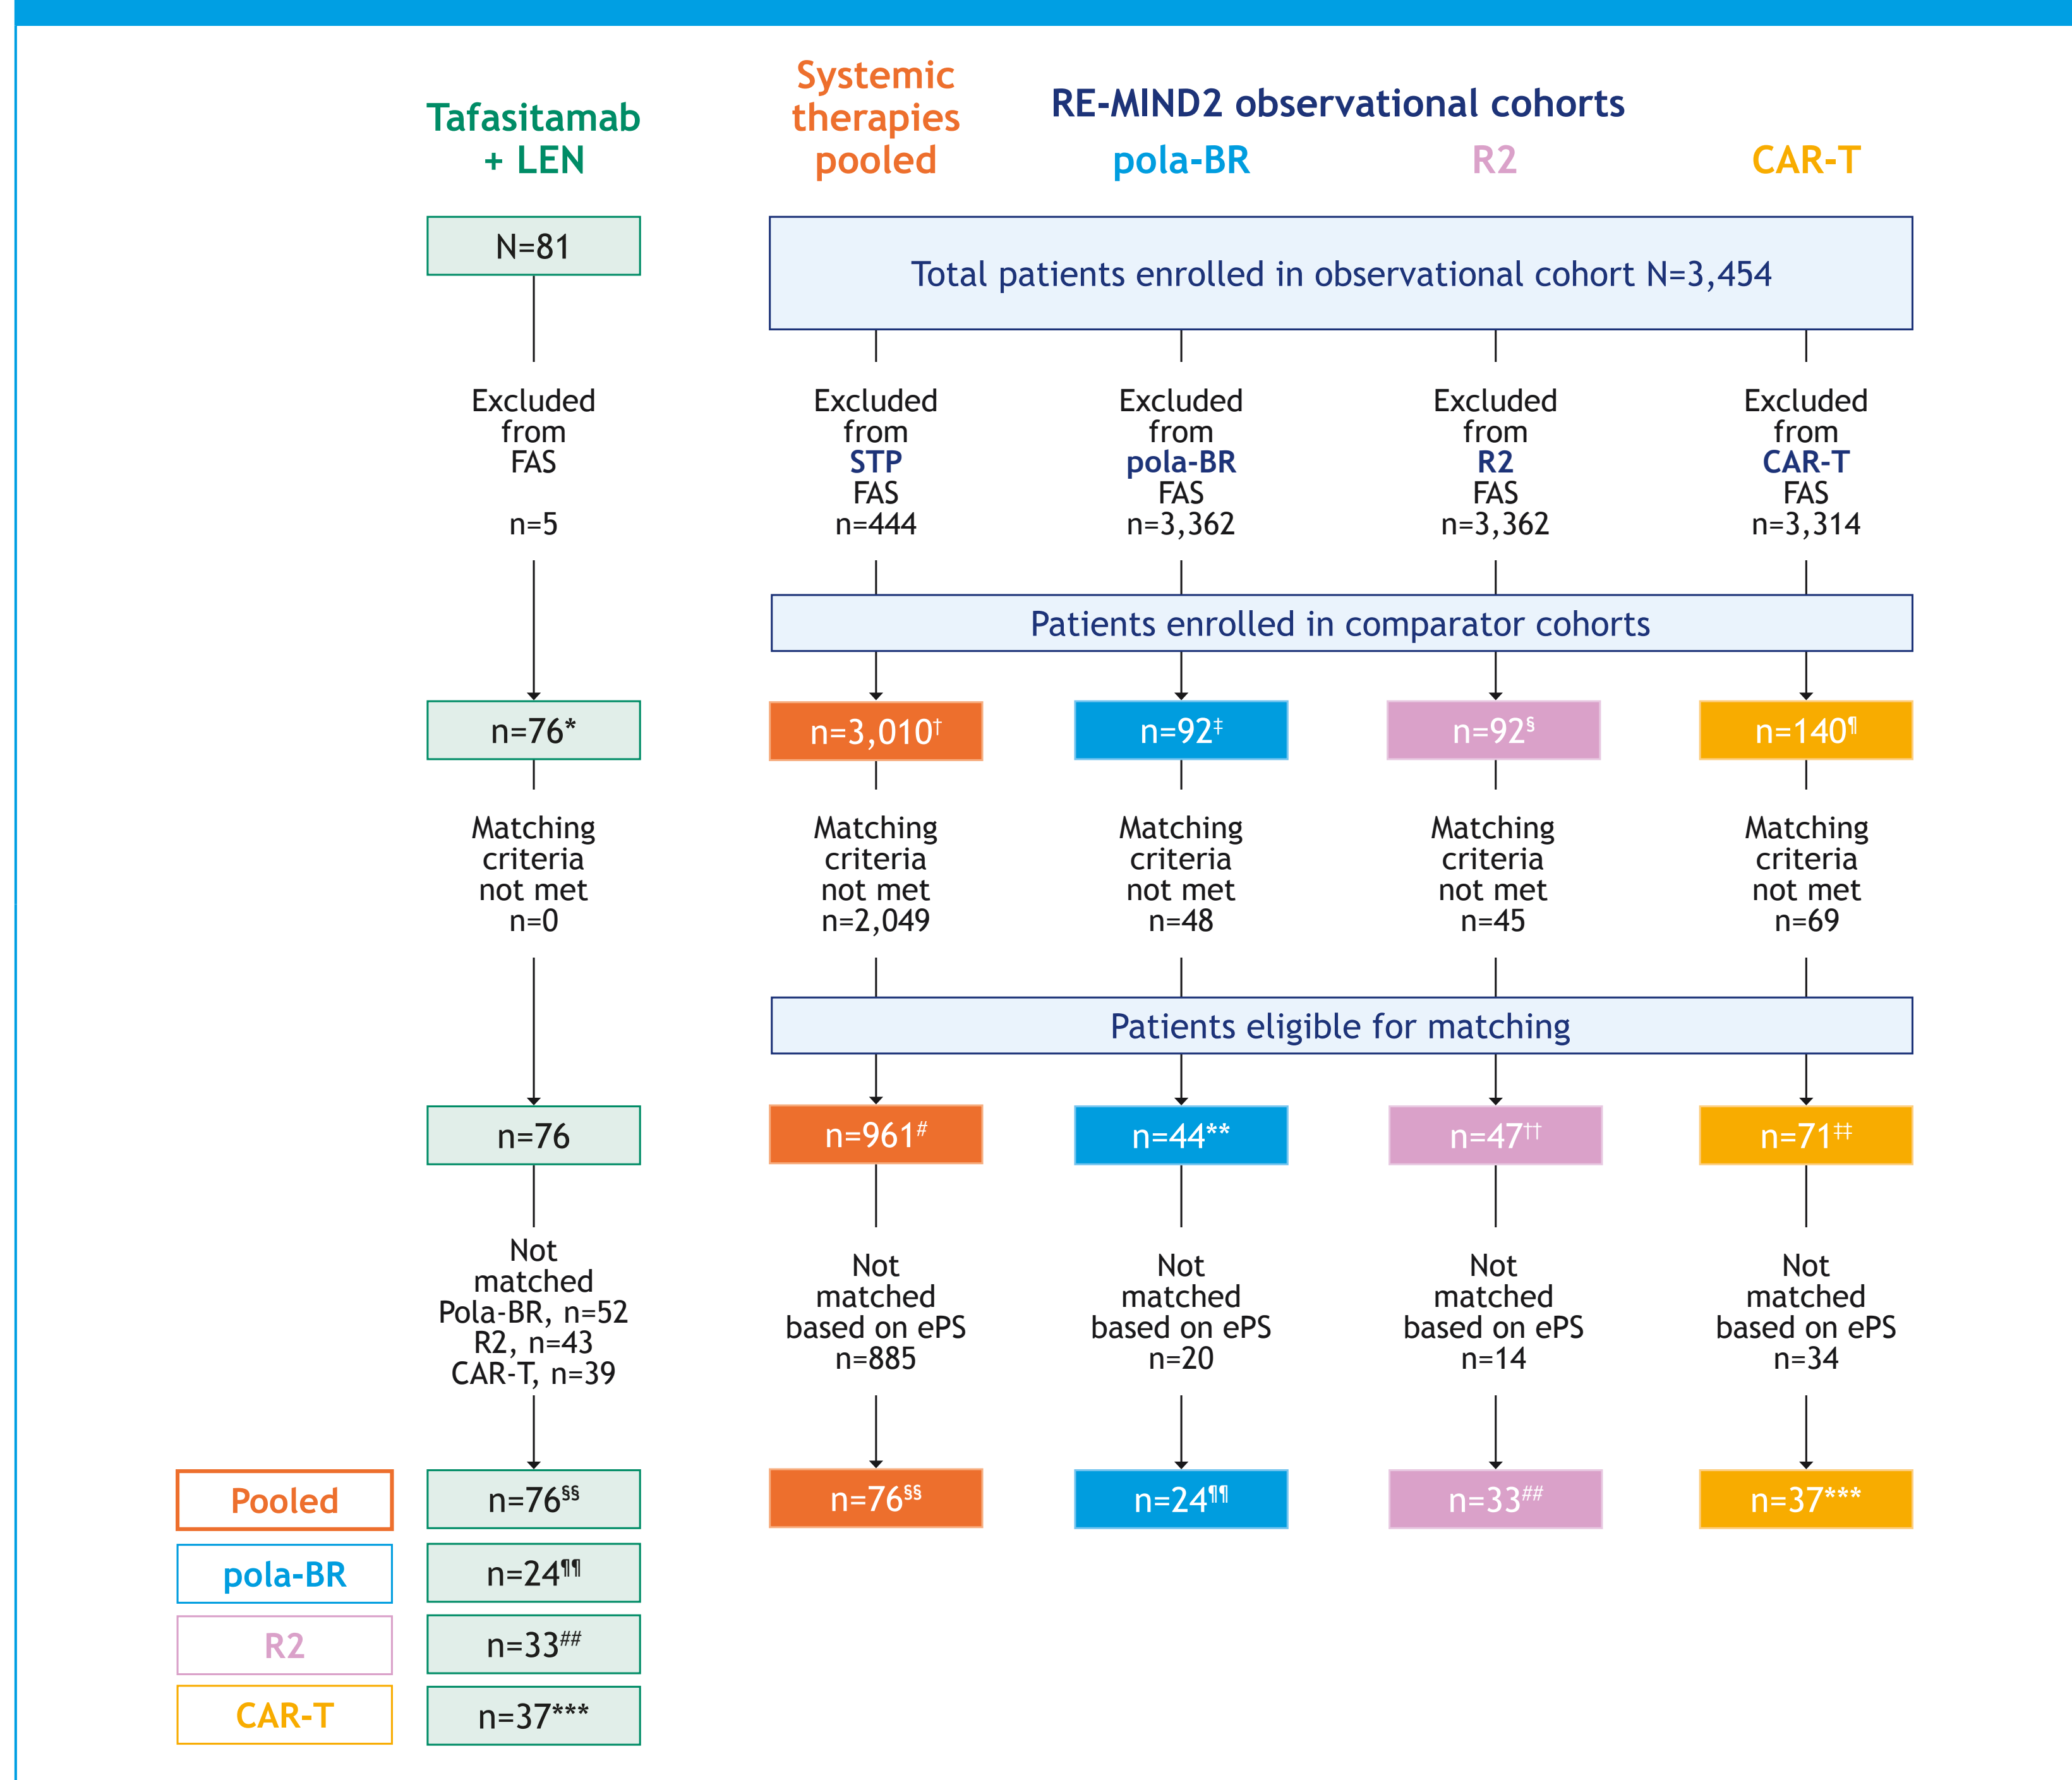 Tafasitamab
+ LEN
Systemic
therapies
pooled
RE-MIND2 observational cohorts
pola-BR
R2
CAR-T
N=81
Total patients enrolled in observational cohort N=3,454
Excluded
from
FAS
n=5
Excluded
from
STP
FAS
n=444
Excluded
from
pola-BR
FAS
n=3,362
Excluded
from
R2
FAS
n=3,362
Excluded
from
CAR-T
FAS
n=3,314
Patients enrolled in comparator cohorts
n=76*
n=3,010†
n=92‡
n=92§
n=140¶
Matching
criteria
not met
n=0
Matching
criteria
not met
n=2,049
Matching
criteria
not met
n=48
Matching
criteria
not met
n=45
Matching
criteria
not met
n=69
Patients eligible for matching
n=76
n=961#
n=44**
n=47††
n=71‡‡
Not
matched
Pola-BR, n=52
R2, n=43
CAR-T, n=39
Not
matched
based on ePS
n=885
Not
matched
based on ePS
n=20
Not
matched
based on ePS
n=14
Not
matched
based on ePS
n=34
Pooled
n=76§§
n=76§§
n=24¶¶
n=33##
n=37***
pola-BR
n=24¶¶
R2
n=33##
CAR-T
n=37***